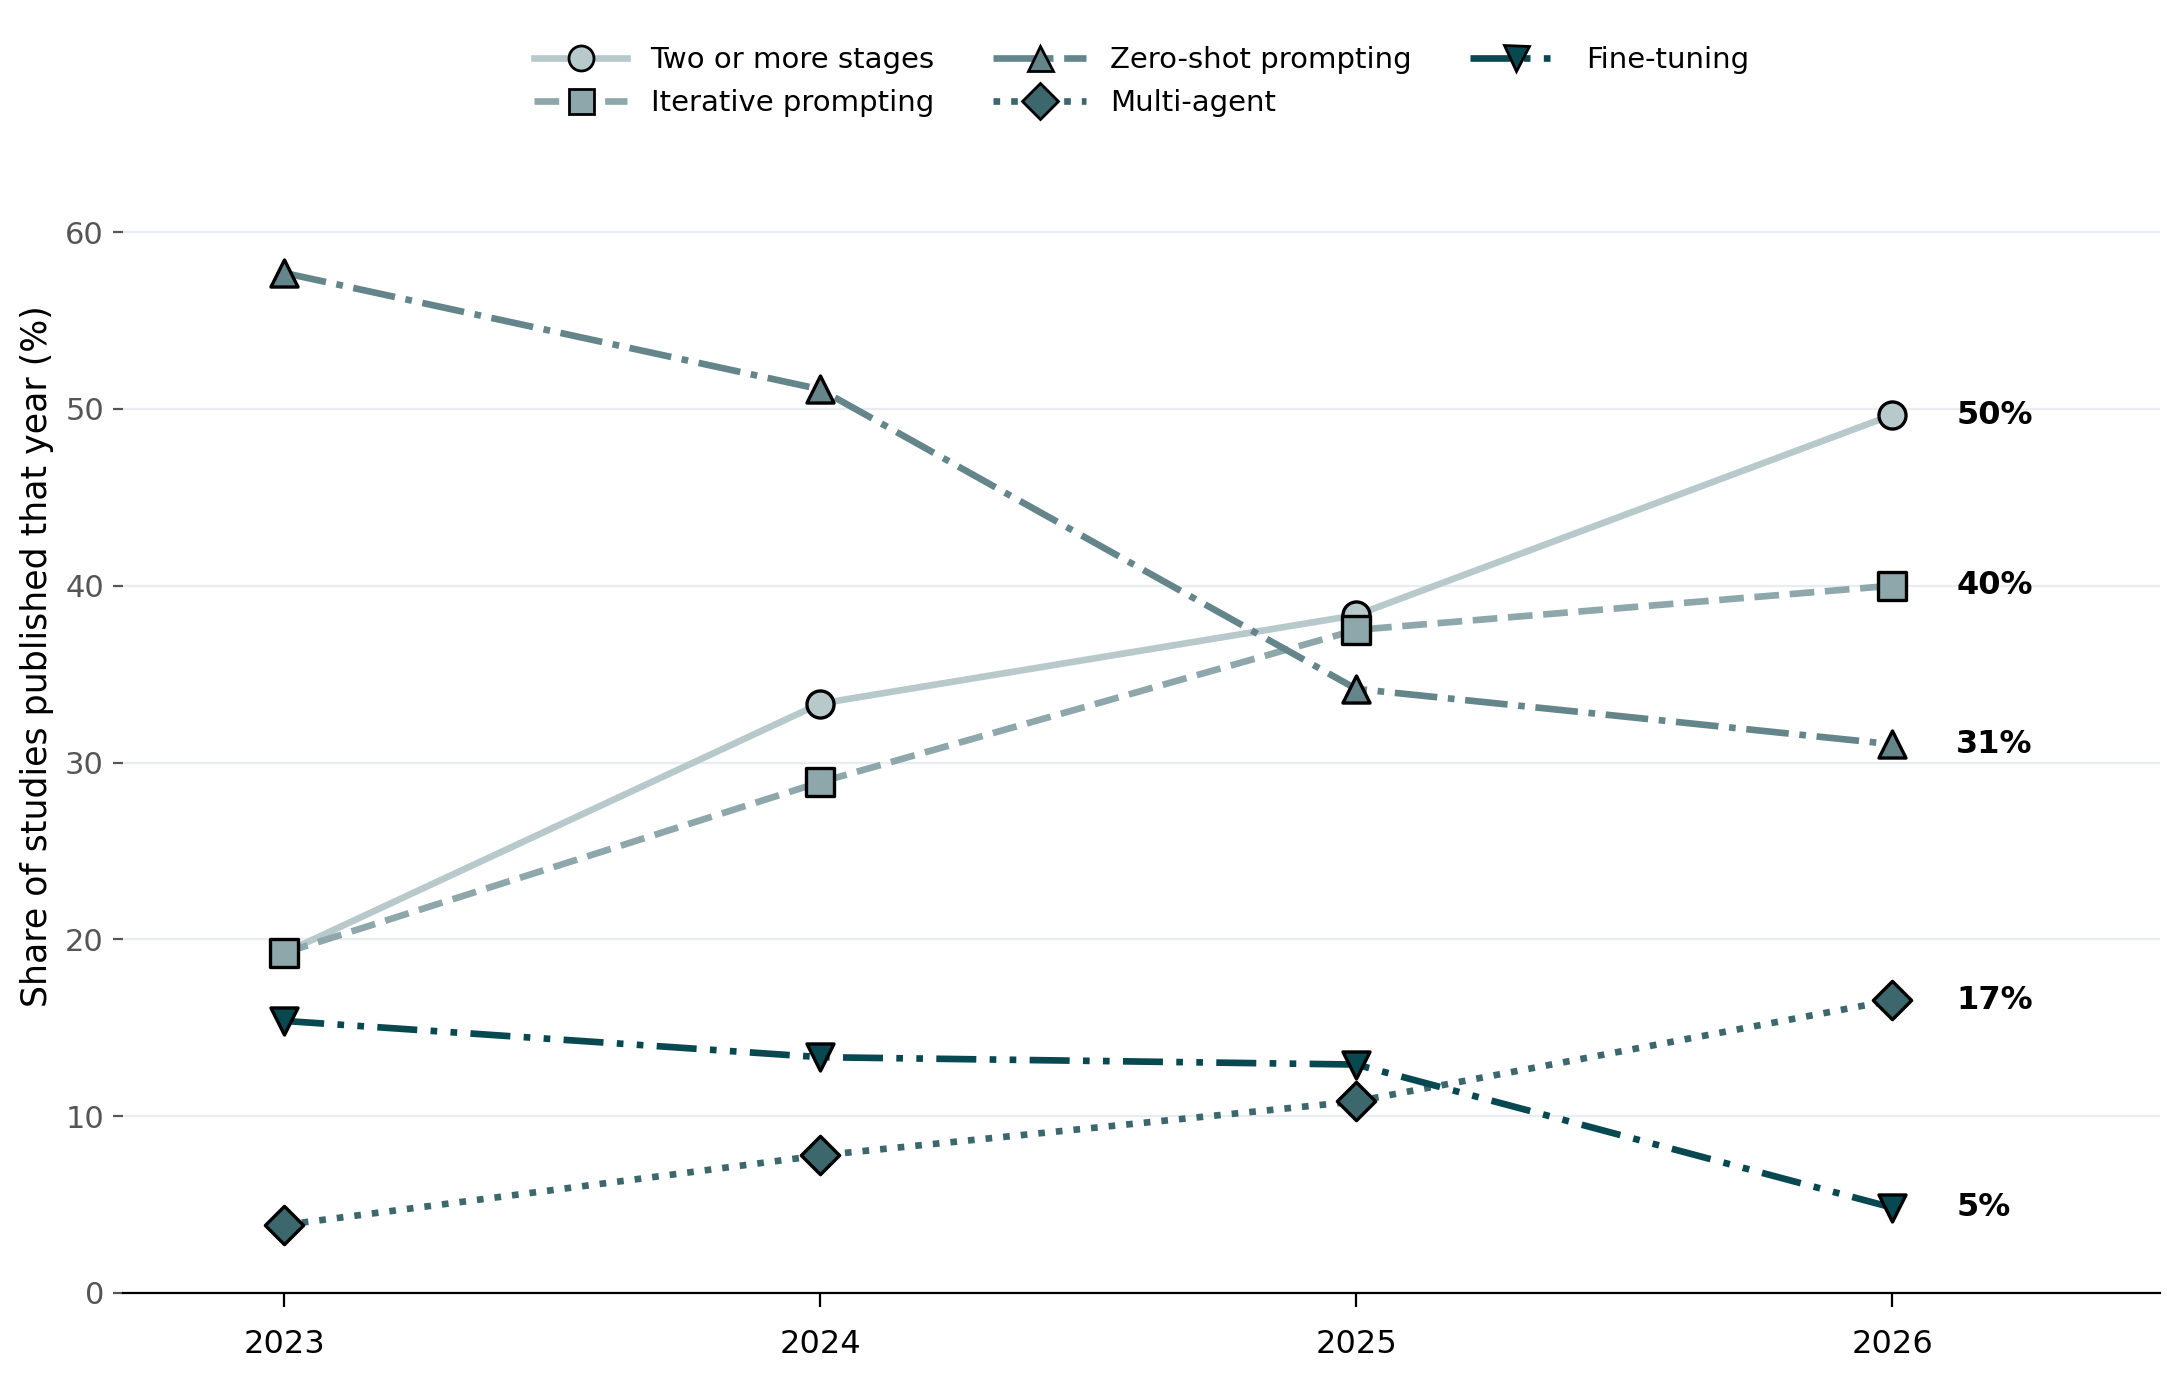 Two or more stages
Iterative prompting
Zero-shot prompting
Multi-agent
Fine-tuning
Share of studies published that year (%)
60
50
40
30
20
10
0
50%
40%
31%
17%
5%
2023
2024
2025
2026